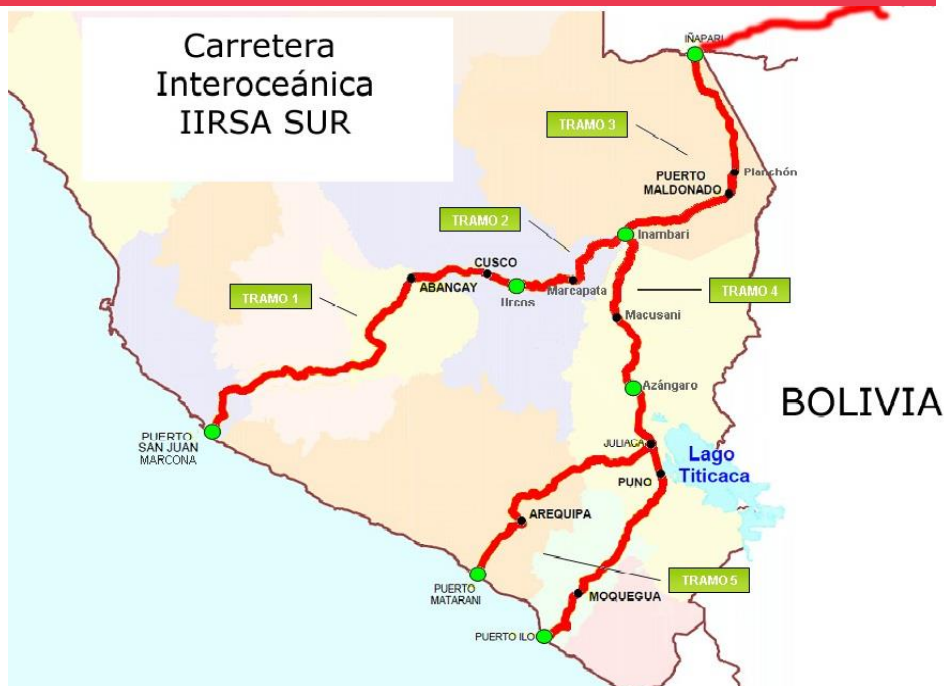 Carretera
Interoceánica
IIRSA SUR
IÑAPARI
TRAMO 3
Planchón
PUERTO
MALDONADO
TRAMO 2
Inambari
CUSCO
ABANCAY
Urcos
Marcapata
TRAMO 1
TRAMO 4
Macusani
Azángaro
BOLIVIA
PUERTO
SAN JUAN
MARCONA
JULIACA
Lago
Titicaca
PUNO
AREQUIPA
TRAMO 5
PUERTO
MATARANI
MOQUEGUA
PUERTO ILO